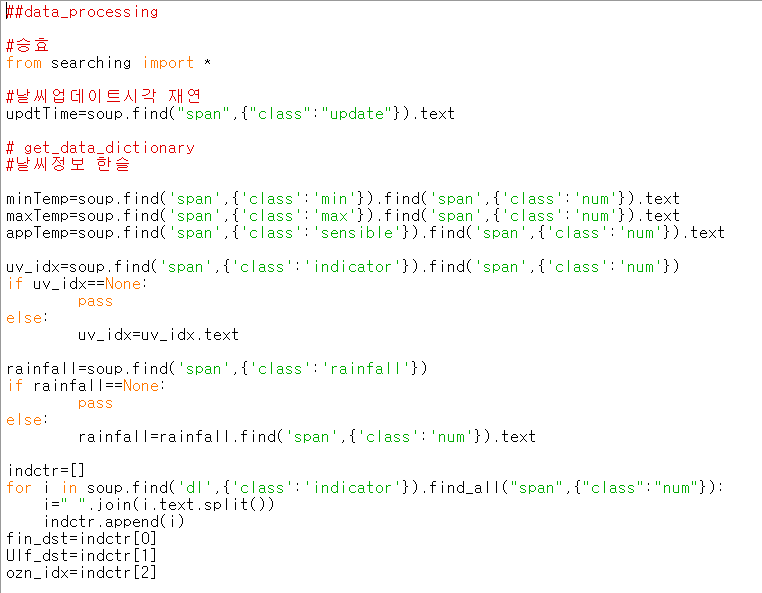 ##data_processing
#승효
from searching import *
#날씨업데이트시각 재연
updtTime=soup.find("span",{"class":"update"}).text
# get_data_dictionary
#날씨정보 한슬
minTemp=soup.find('span',{'class':'min'}).find('span',{'class':'num'}).text
maxTemp=soup.find('span',{'class':'max'}).find('span',{'class':'num'}).text
appTemp=soup.find('span',{'class':'sensible'}).find('span',{'class':'num'}).text
uv_idx=soup.find('span',{'class':'indicator'}).find('span',{'class':'num'})
if uv_idx==None:
pass
else:
uv_idx=uv_idx.text
rainfall=soup.find('span',{'class':'rainfall'})
if rainfall==None:
pass
else:
rainfall=rainfall.find('span',{'class':'num'}).text
indctr=[]
for i in soup.find('dl',{'class':'indicator'}).find_all("span",{"class":"num"}):
i=" ".join(i.text.split())
indctr.append(i)
fin_dst=indctr[0]
Ulf_dst=indctr[1]
ozn_idx=indctr[2]